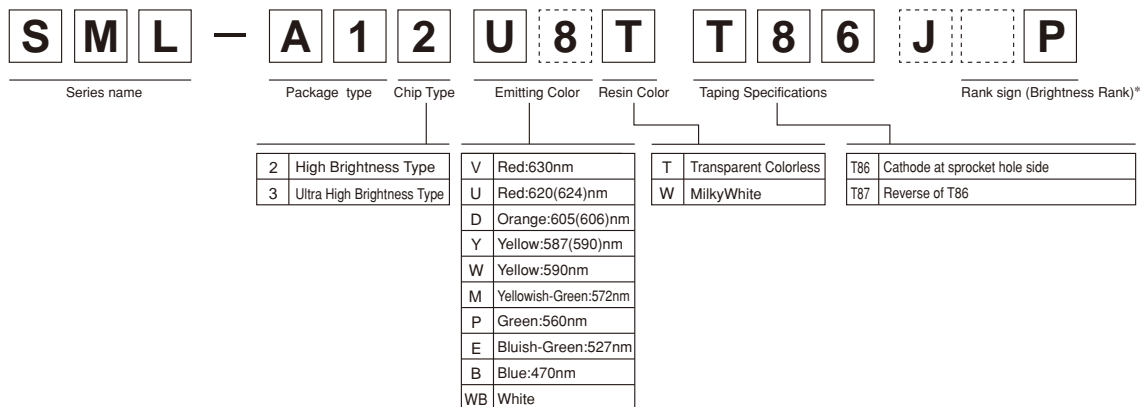 S M L — A 1 2 U 8 T T 8 6 J P
Series name Package type Chip Type Emitting Color Resin Color Taping Specifications Rank sign (Brightness Rank)*
2 High Brightness Type
3 Ultra High Brightness Type
V Red:630nm
U Red:620(624)nm
D Orange:605(606)nm
Y Yellow:587(590)nm
W Yellow:590nm
M Yellowish-Green:572nm
P Green:560nm
E Bluish-Green:527nm
B Blue:470nm
WB White
T Transparent Colorless
W MilkyWhite
T86 Cathode at sprocket hole side
T87 Reverse of T86